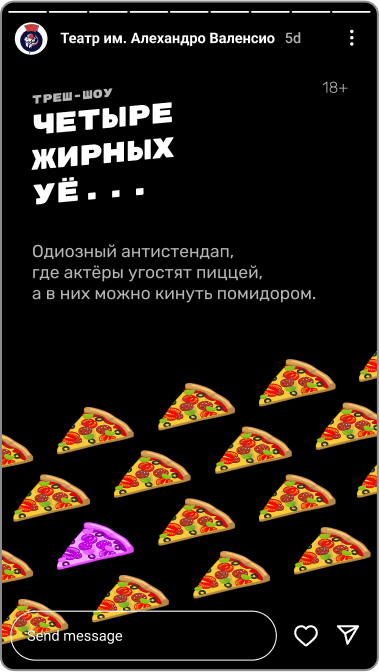 Театр им. Алехандро Валенсио 5d
18+
ТРЕШ-ШОУ
ЧЕТЫРЕ
ЖИРНЫХ
УЁ...
Одиозный антистендап,
где актёры угостят пиццей,
а в них можно кинуть помидором.
Send message